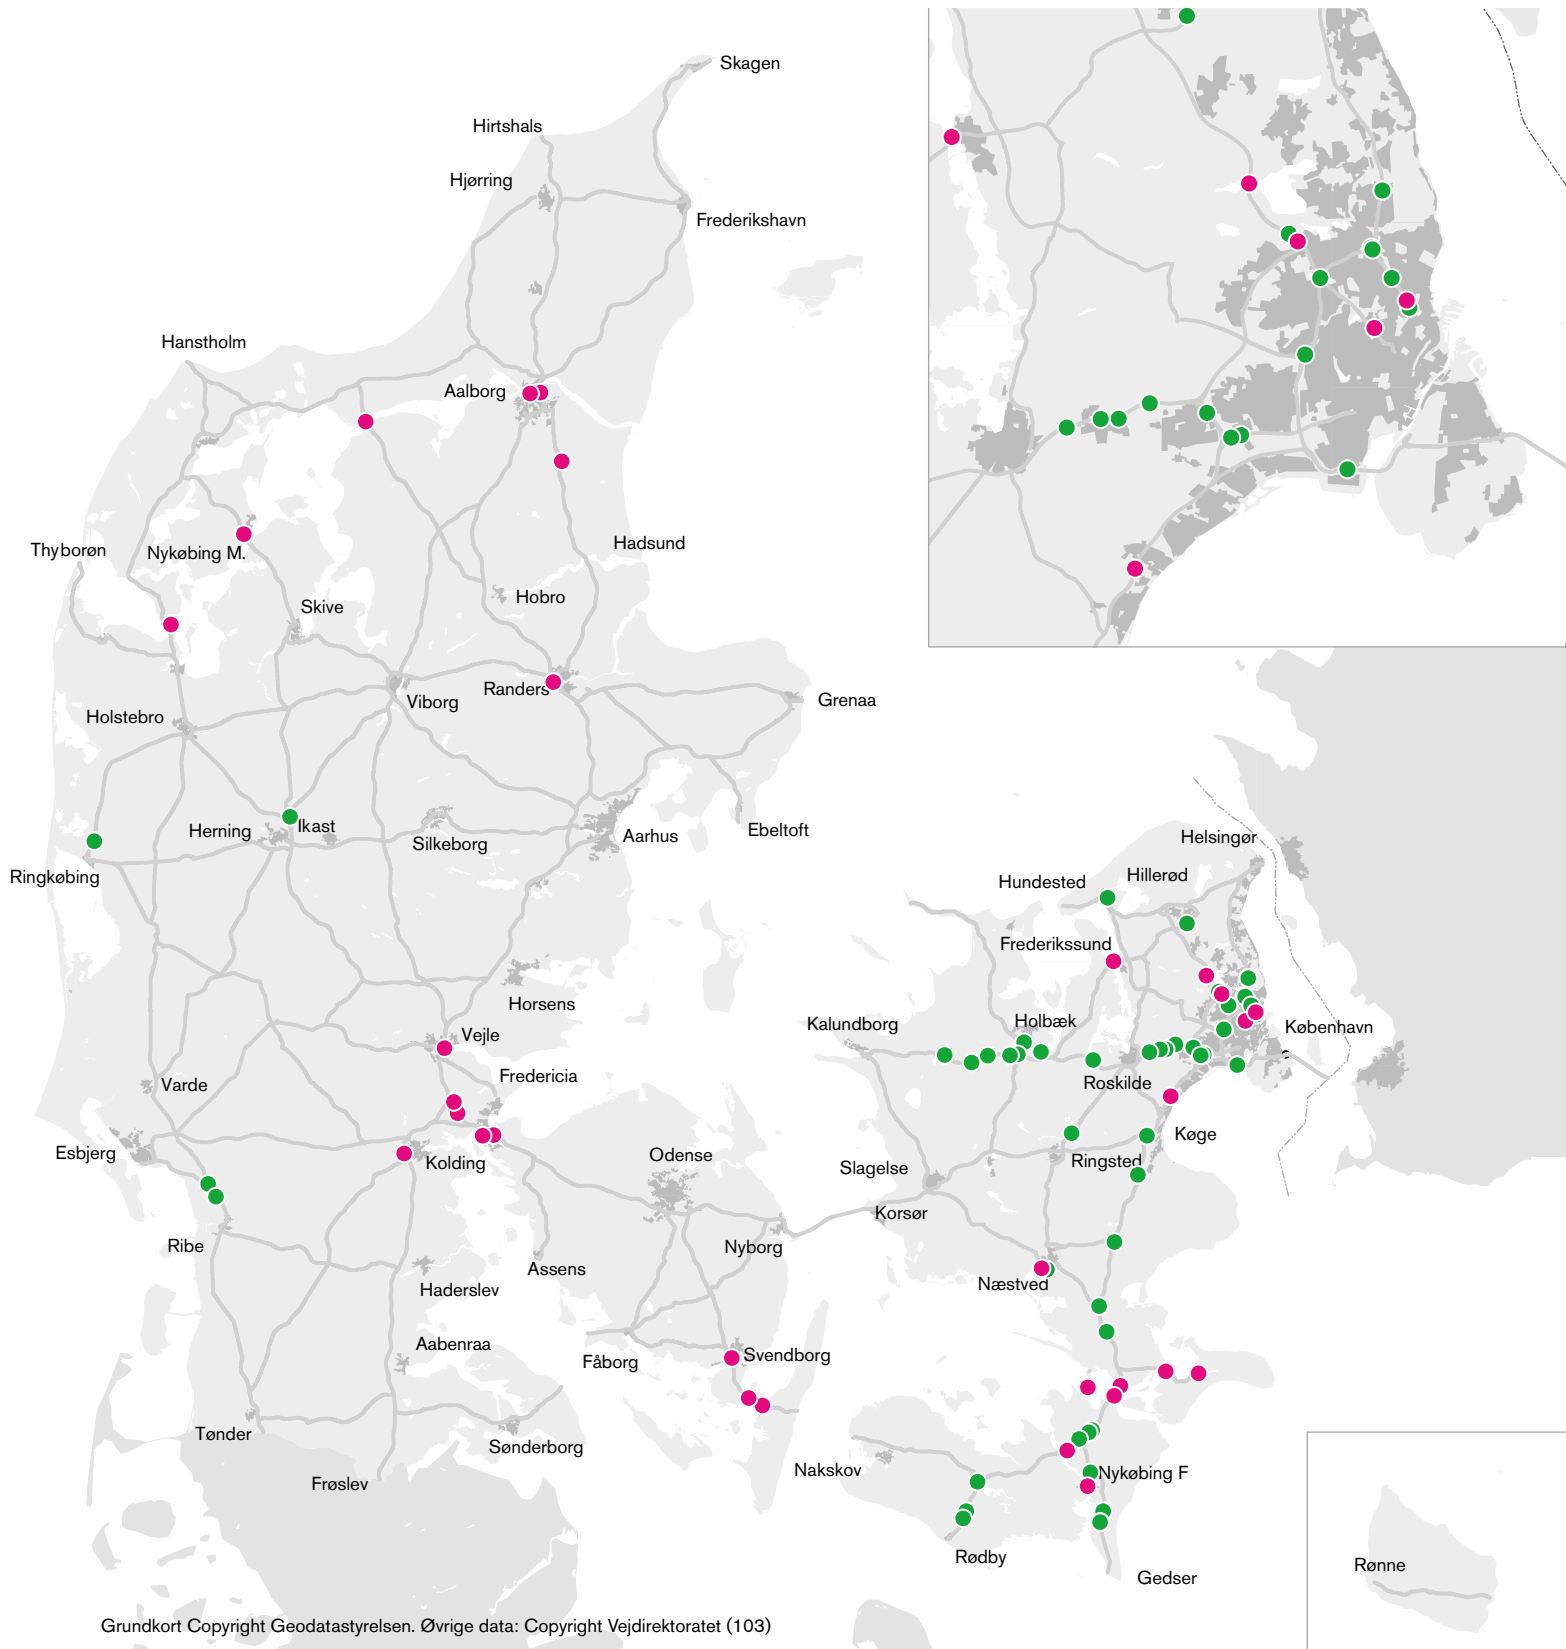 Skagen
Hirtshals
Hjørring
Frederikshavn
Hanstholm
Aalborg
Thyborøn
Nykøbing M.
Hadsund
Hobro
Skive
Randers
Viborg
Grenaa
Holstebro
Herning
Ikast
Silkeborg
Aarhus
Ebeltoft
Helsingør
Ringkøbing
Hundested
Hillerød
Frederikssund
Horsens
Kalundborg
Holbæk
København
Vejle
Fredericia
Varde
Roskilde
Esbjerg
Kolding
Odense
Køge
Slagelse
Ringsted
Korsør
Ribe
Nyborg
Assens
Næstved
Haderslev
Aabenraa
Fåborg
Svendborg
Tønder
Sønderborg
Nakskov
Nykøbing F
Frøslev
Rødby
Gedser
Rønne
Grundkort Copyright Geodatastyrelsen. Øvrige data: Copyright Vejdirektoratet (103)